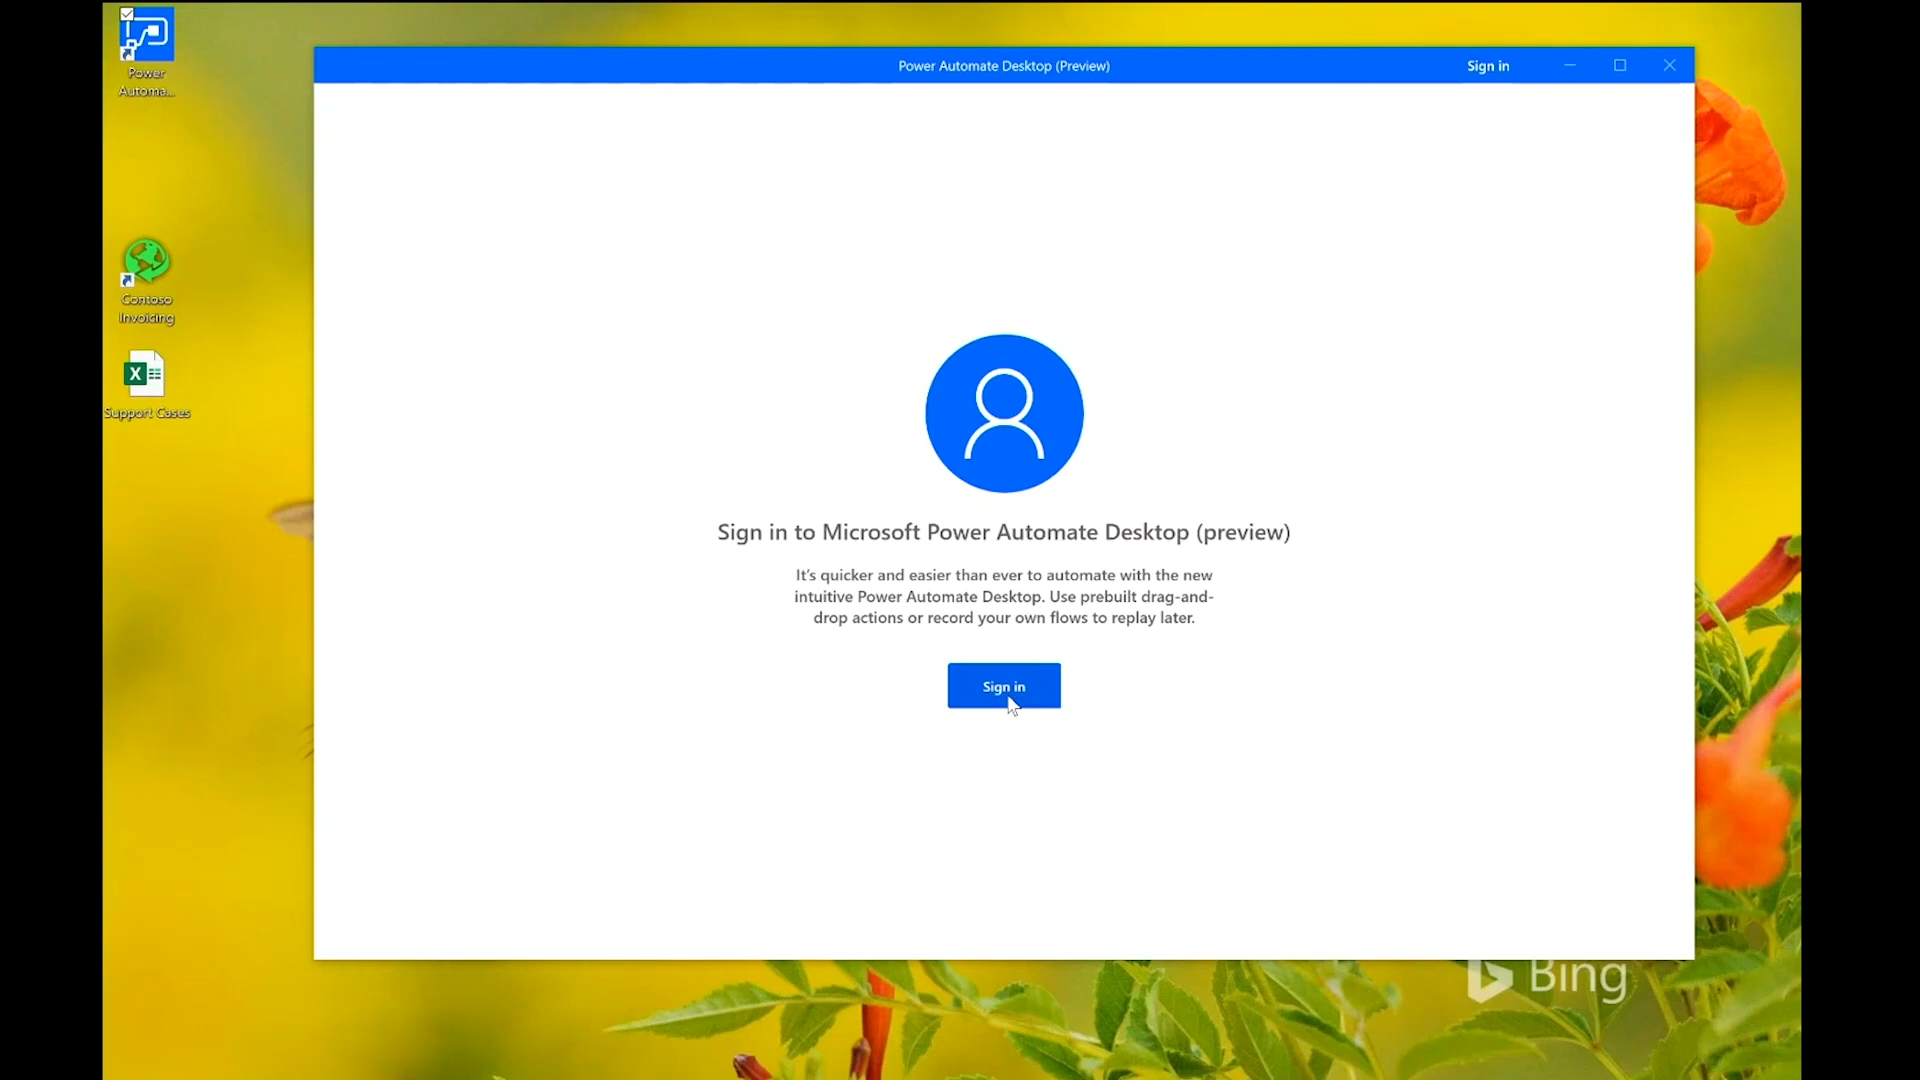 Power
Automa...
Contoso
Invoicing
Support Cases
Power Automate Desktop (Preview)
Sign in
Sign in to Microsoft Power Automate Desktop (preview)
It's quicker and easier than ever to automate with the new
intuitive Power Automate Desktop. Use prebuilt drag-and-
drop actions or record your own flows to replay later.
Sign in
Bing